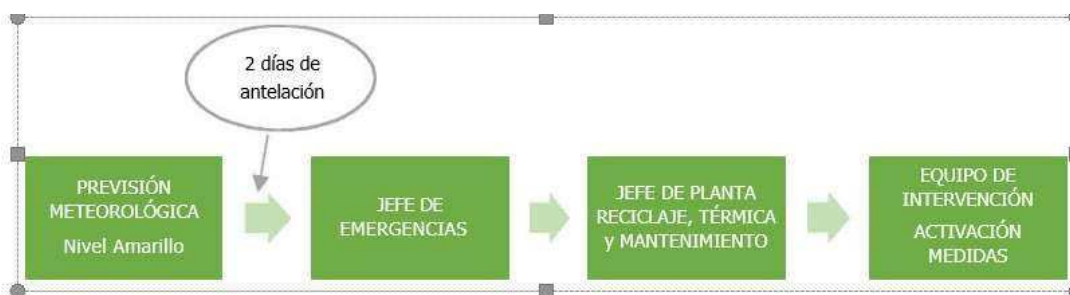 2 días de
antelación
PREVISIÓN
METEOROLÓGICA
Nivel Amarillo
JEFE DE
EMERGENCIAS
JEFE DE PLANTA
RECICLAJE, TÉRMICA
y MANTENIMIENTO
EQUIPO DE
INTERVENCIÓN
ACTIVACIÓN
MEDIDAS